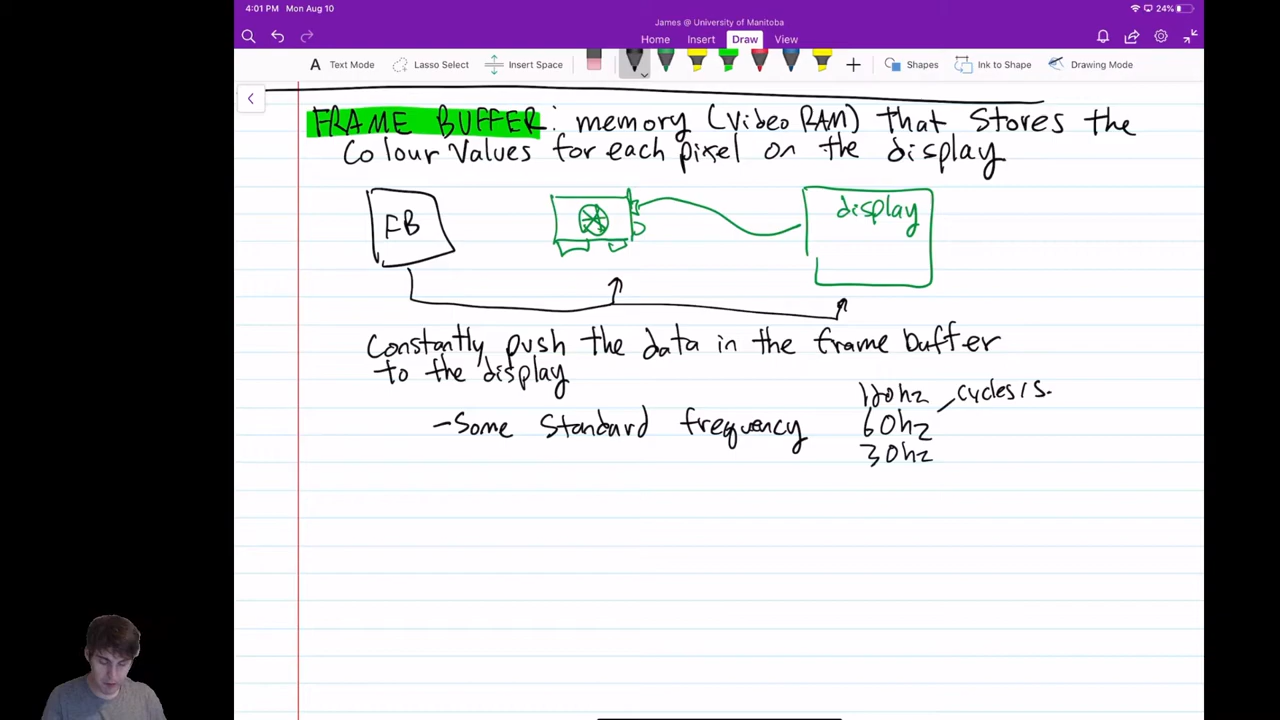 4:01 PM Mon Aug 10
24%
James @ University of Manitoba
Home Insert Draw View
Text Mode Lasso Select Insert Space Shapes Ink to Shape Drawing Mode
FRAME BUFFER: memory (Video RAM) that stores the
Colour Values for each pixel on the display
FB
display
Constantly push the data in the frame buffer
to the display
120hz cycles/s.
- Some standard frequency 60hz
30hz